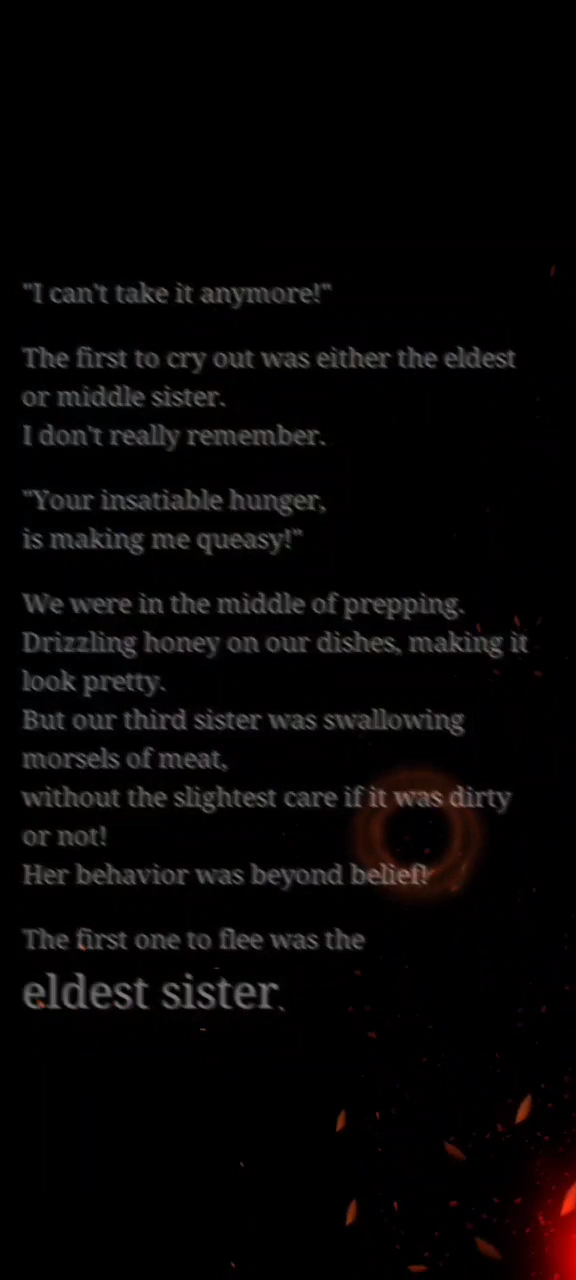 "I can't take it anymore!"
The first to cry out was either the eldest
or middle sister.
I don't really remember.
"Your insatiable hunger,
is making me queasy!"
We were in the middle of prepping.
Drizzling honey on our dishes, making it
look pretty.
But our third sister was swallowing
morsels of meat,
without the slightest care if it was dirty
or not!
Her behavior was beyond belief!
The first one to flee was the
eldest sister.